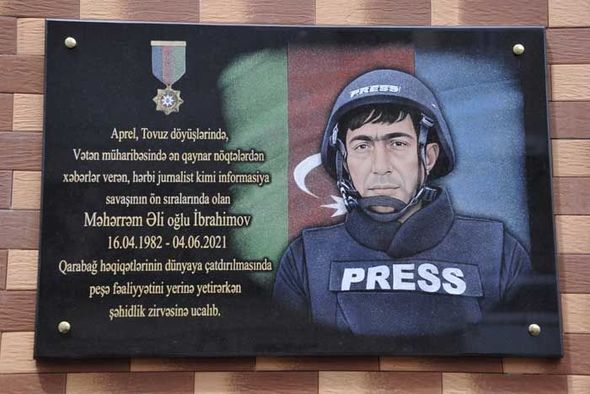 Aprel, Tovuz döyüşlərində,
Vətən müharibəsində ən qaynar nöqtələrdən
xəbərlər verən, hərbi jurnalist kimi informasiya
savaşının ön sıralarında olan
Məhərrəm Əli oğlu İbrahimov
16.04.1982 - 04.06.2021
Qarabağ həqiqətlərinin dünyaya çatdırılmasında
peşə fəaliyyətini yerinə yetirərkən
şəhidlik zirvəsinə ucalıb.
PRESS
PRESS